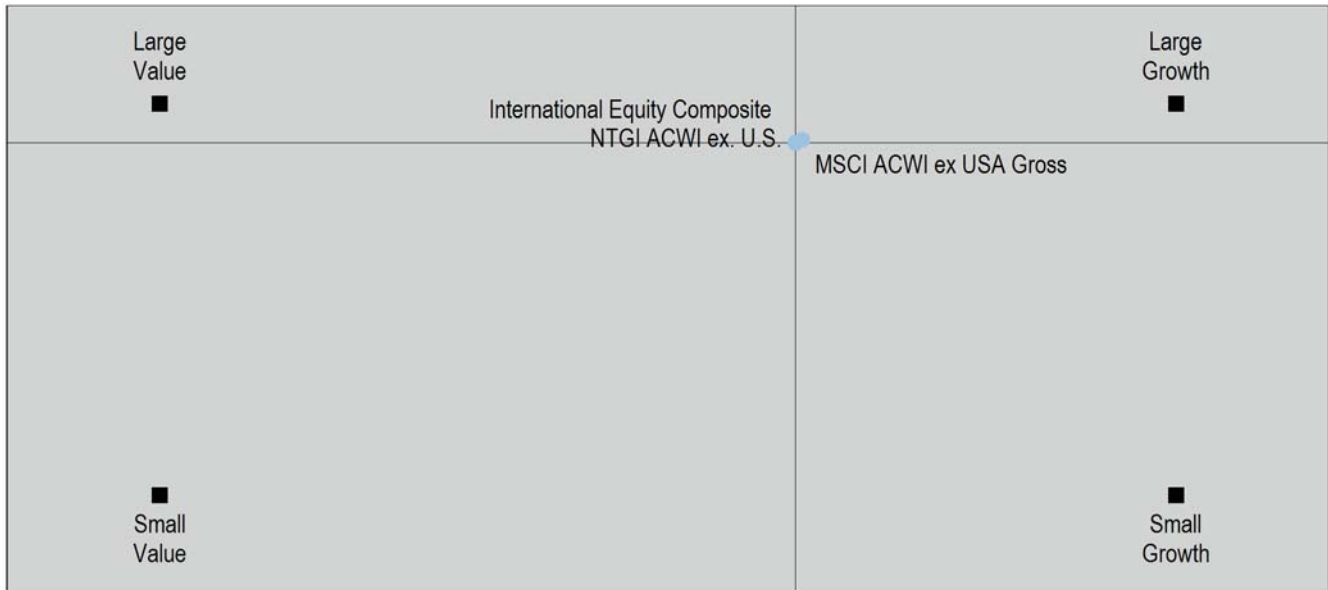 Large
Value
Large
Growth
International Equity Composite
NTGI ACWI ex. U.S.
MSCI ACWI ex USA Gross
Small
Value
Small
Growth